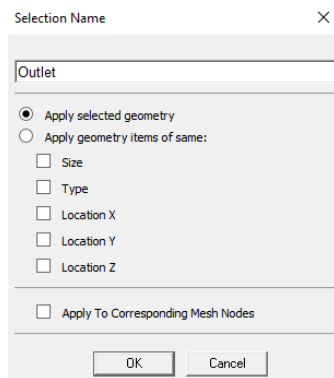 Selection Name
Outlet
Apply selected geometry
Apply geometry items of same:
Size
Type
Location X
Location Y
Location Z
Apply To Corresponding Mesh Nodes
OK Cancel